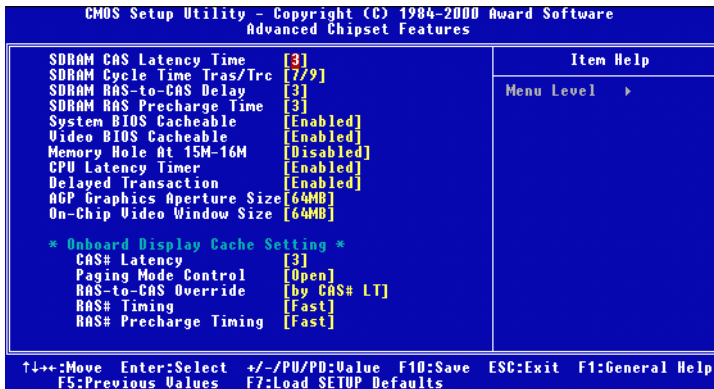 CMOS Setup Utility - Copyright (C) 1984-2000 Award Software
Advanced Chipset Features
SDRAM CAS Latency Time [3]
SDRAM Cycle Time Tras/Trc [7/9]
SDRAM RAS-to-CAS Delay [3]
SDRAM RAS Precharge Time [3]
System BIOS Cacheable [Enabled]
Video BIOS Cacheable [Enabled]
Memory Hole At 15M-16M [Disabled]
CPU Latency Timer [Enabled]
Delayed Transaction [Enabled]
AGP Graphics Aperture Size[64MB]
On-Chip Video Window Size [64MB]
* Onboard Display Cache Setting *
CAS# Latency [3]
Paging Mode Control [Open]
RAS-to-CAS Override [by CAS# LT]
RAS# Timing [Fast]
RAS# Precharge Timing [Fast]
Item Help
Menu Level ▸
↑↓→←:Move Enter:Select +/-/PU/PD:Value F10:Save ESC:Exit F1:General Help
F5:Previous Values F7:Load SETUP Defaults